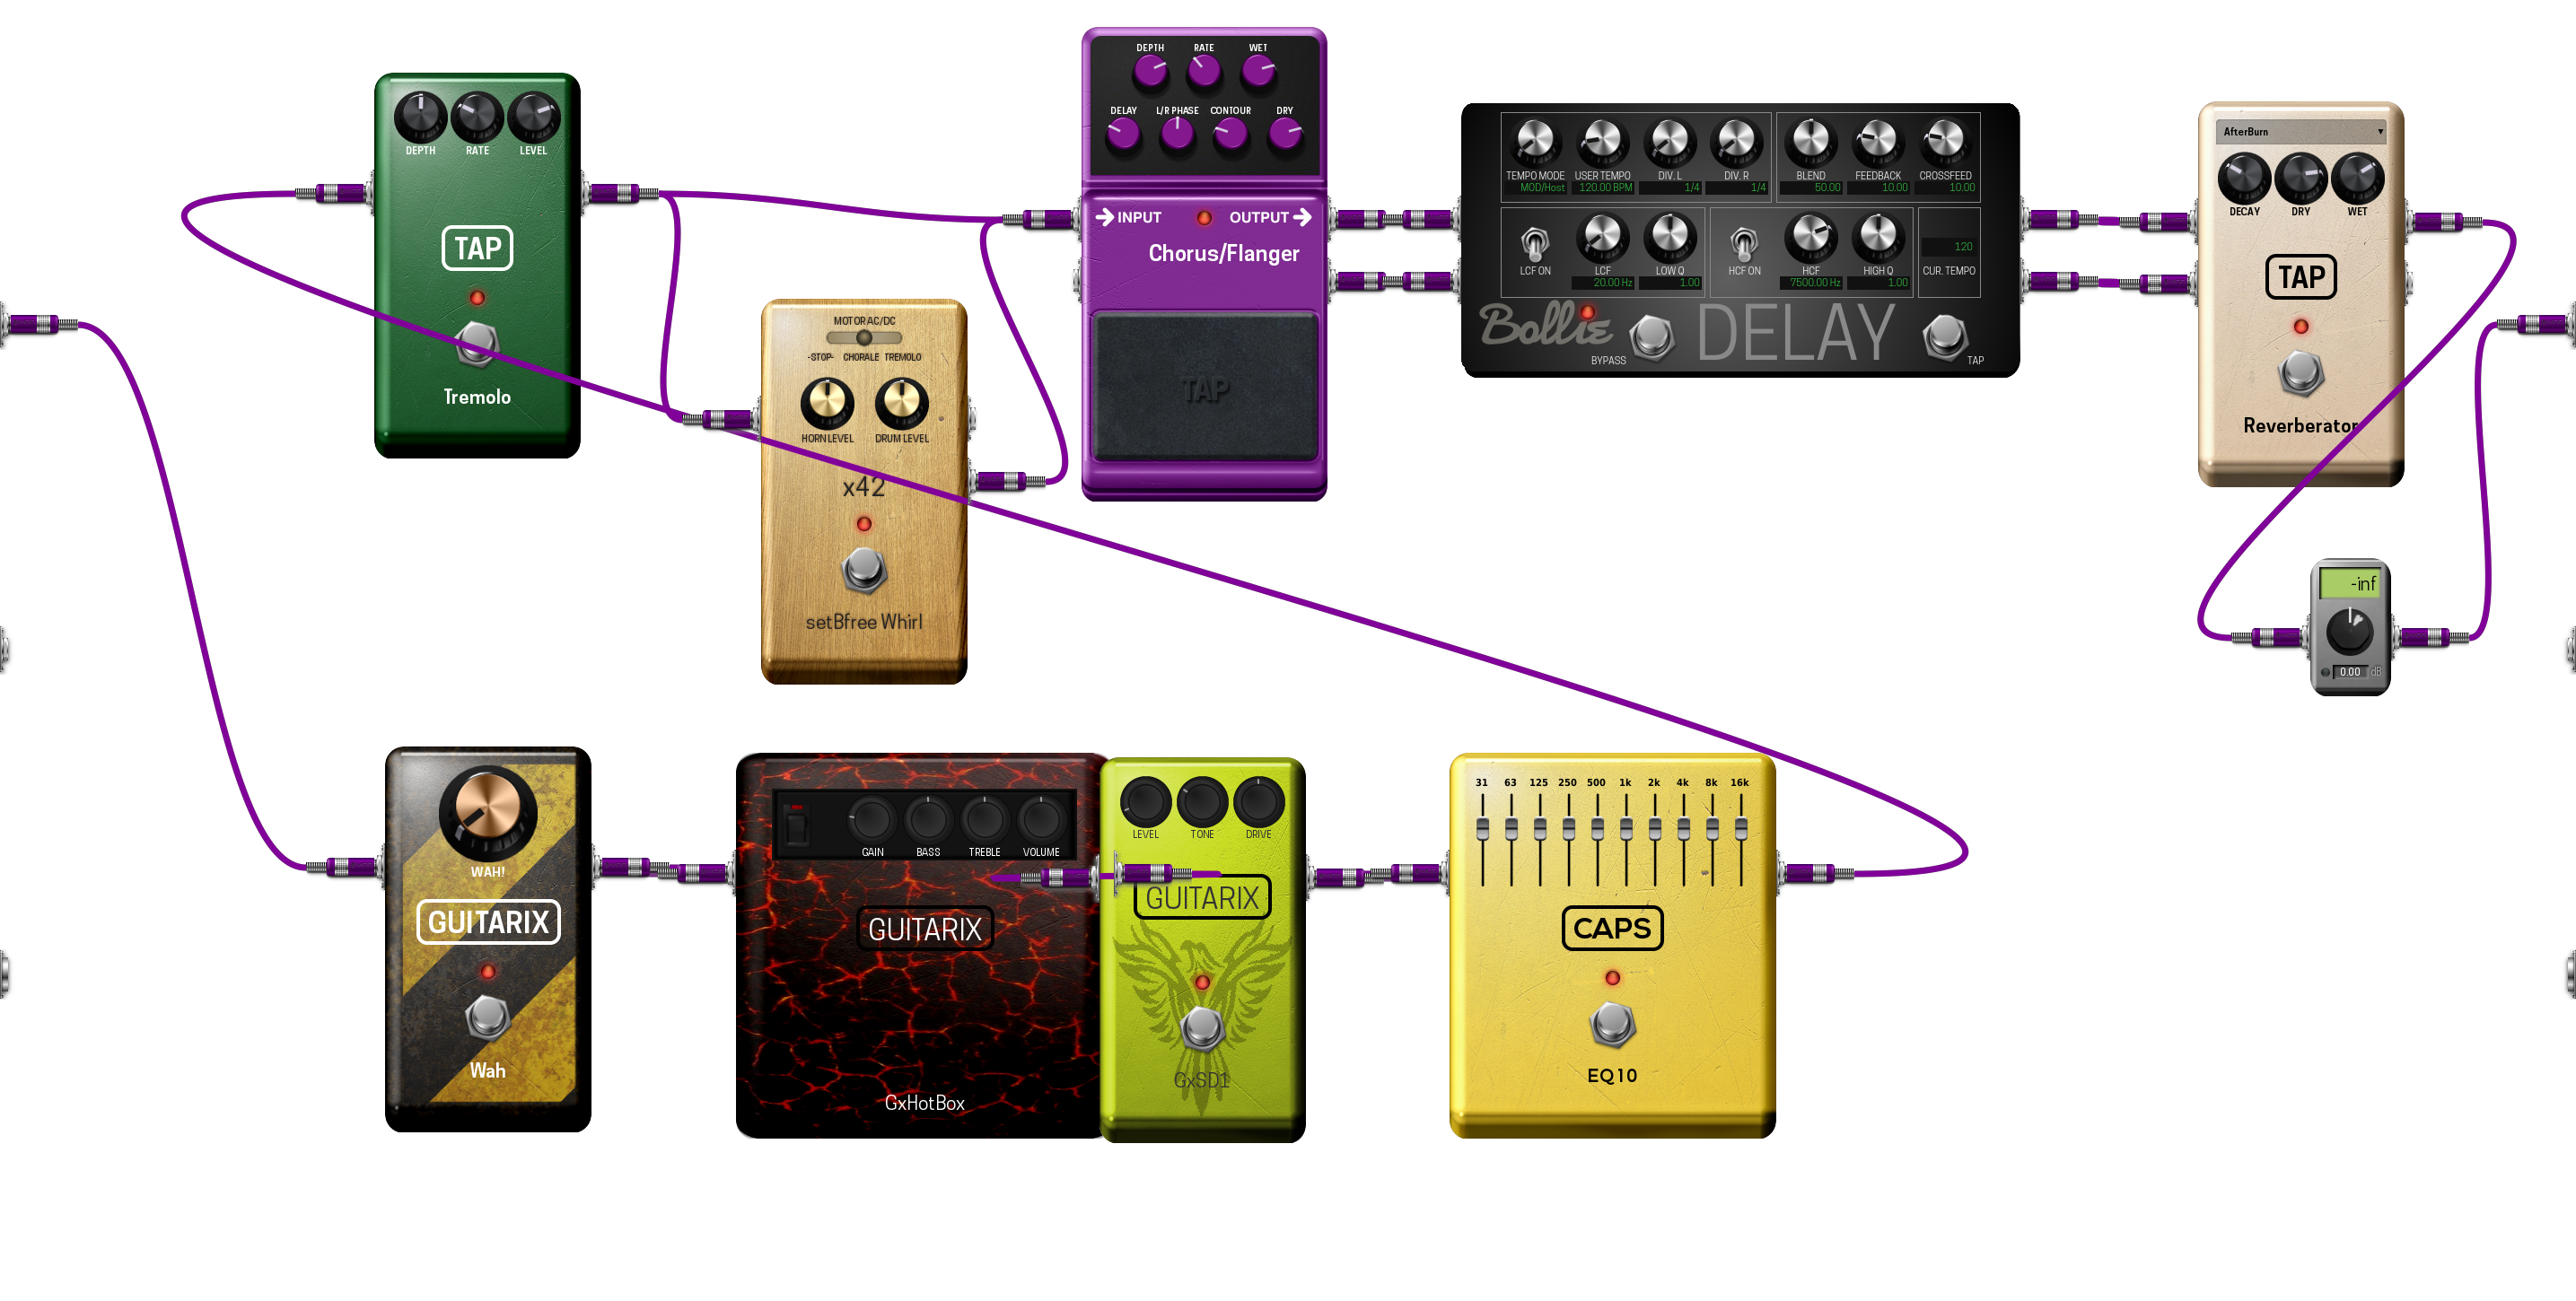 DEPTH RATE LEVEL
TAP
Tremolo
MOTOR AC/DC
-STOP- CHORALE TREMOLO
HORN LEVEL DRUM LEVEL
x42
setBfree Whirl
DEPTH RATE WET
DELAY L/R PHASE CONTOUR DRY
INPUT OUTPUT
Chorus/Flanger
TAP
TEMPO MODE USER TEMPO DIV. L DIV. R BLEND FEEDBACK CROSSFEED
MOD/Host 120.00 BPM 1/4 1/4 50.00 10.00 10.00
120
LCF ON LCF LOW Q HCF ON HCF HIGH Q CUR. TEMPO
20.00 Hz 1.00 7500.00 Hz 1.00
Bollie DELAY
BYPASS TAP
AfterBurn
DECAY DRY WET
TAP
Reverberator
-inf
0.00 dB
WAH!
GUITARIX
Wah
GAIN BASS TREBLE VOLUME
GUITARIX
GxHotBox
LEVEL TONE DRIVE
GUITARIX
GxSD1
31 63 125 250 500 1k 2k 4k 8k 16k
CAPS
EQ10